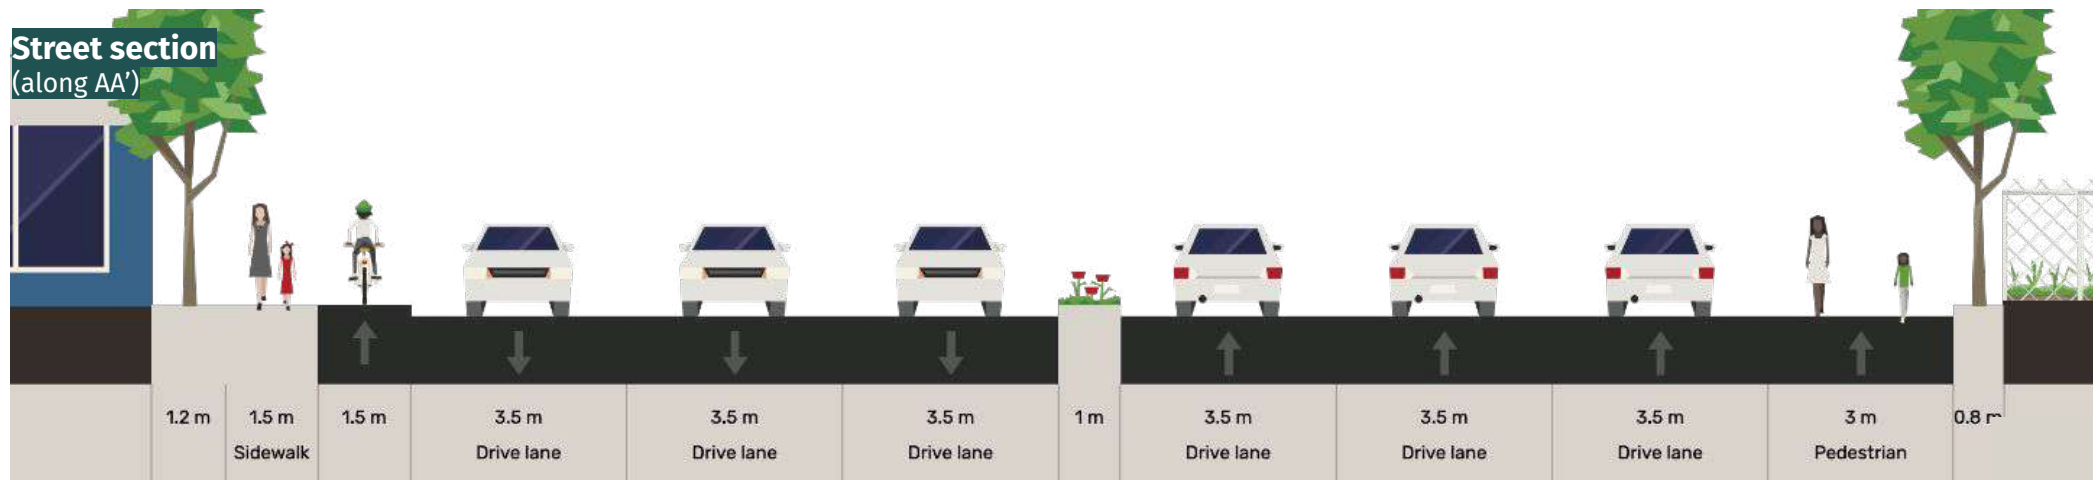 Street section
(along AA’)
1.2 m 1.5 m 1.5 m 3.5 m 3.5 m 3.5 m 1 m 3.5 m 3.5 m 3.5 m 3 m 0.8 m
Sidewalk Drive lane Drive lane Drive lane Drive lane Drive lane Drive lane Pedestrian